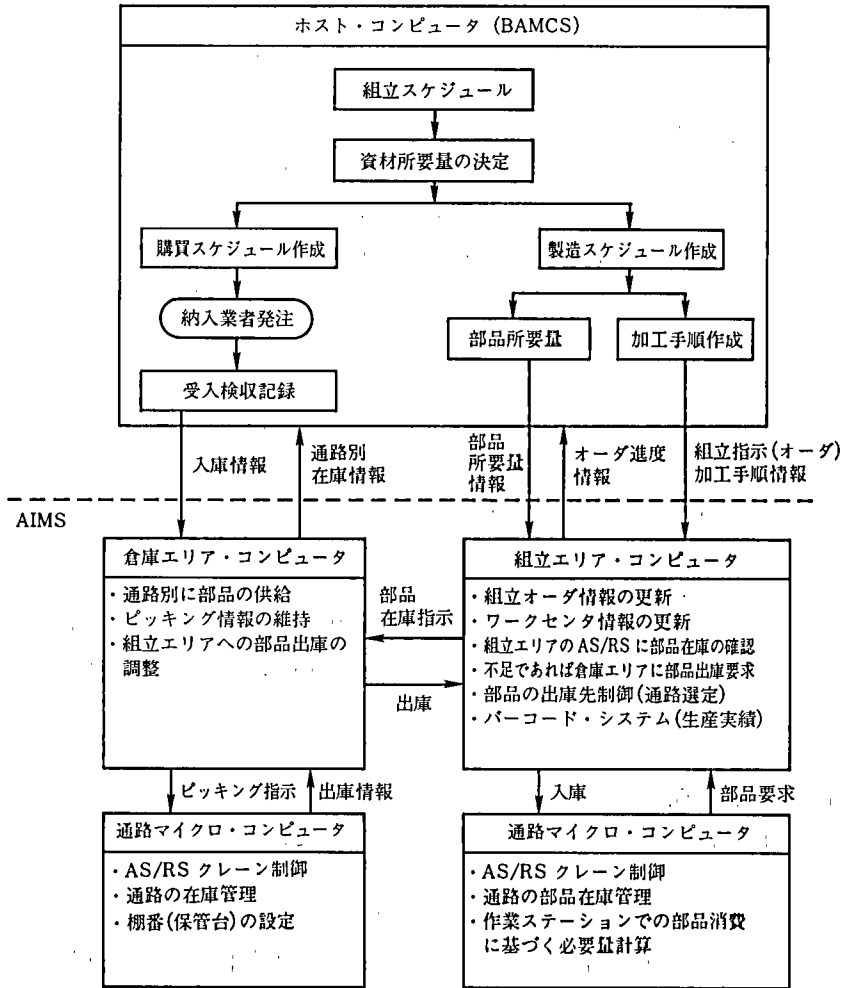 ホスト・コンピュータ (BAMCS)
組立スケジュール
資材所要量の決定
購買スケジュール作成
製造スケジュール作成
納入業者発注
部品所要量
加工手順作成
受入検収記録
入庫情報
通路別
在庫情報
部品
所要量
情報
オーダ進度
情報
組立指示(オーダ)
加工手順情報
AIMS
倉庫エリア・コンピュータ
・通路別に部品の供給
・ピッキング情報の維持
・組立エリアへの部品出庫の
調整
部品
在庫指示
出庫
組立エリア・コンピュータ
・組立オーダ情報の更新
・ワークセンタ情報の更新
・組立エリアのAS/RSに部品在庫の確認
・不足であれば倉庫エリアに部品出庫要求
・部品の出庫先制御(通路選定)
・バーコード・システム(生産実績)
ピッキング指示
出庫情報
入庫
部品要求
通路マイクロ・コンピュータ
・AS/RS クレーン制御
・通路の在庫管理
・棚番(保管台)の設定
通路マイクロ・コンピュータ
・AS/RS クレーン制御
・通路の部品在庫管理
・作業ステーションでの部品消費
に基づく必要量計算